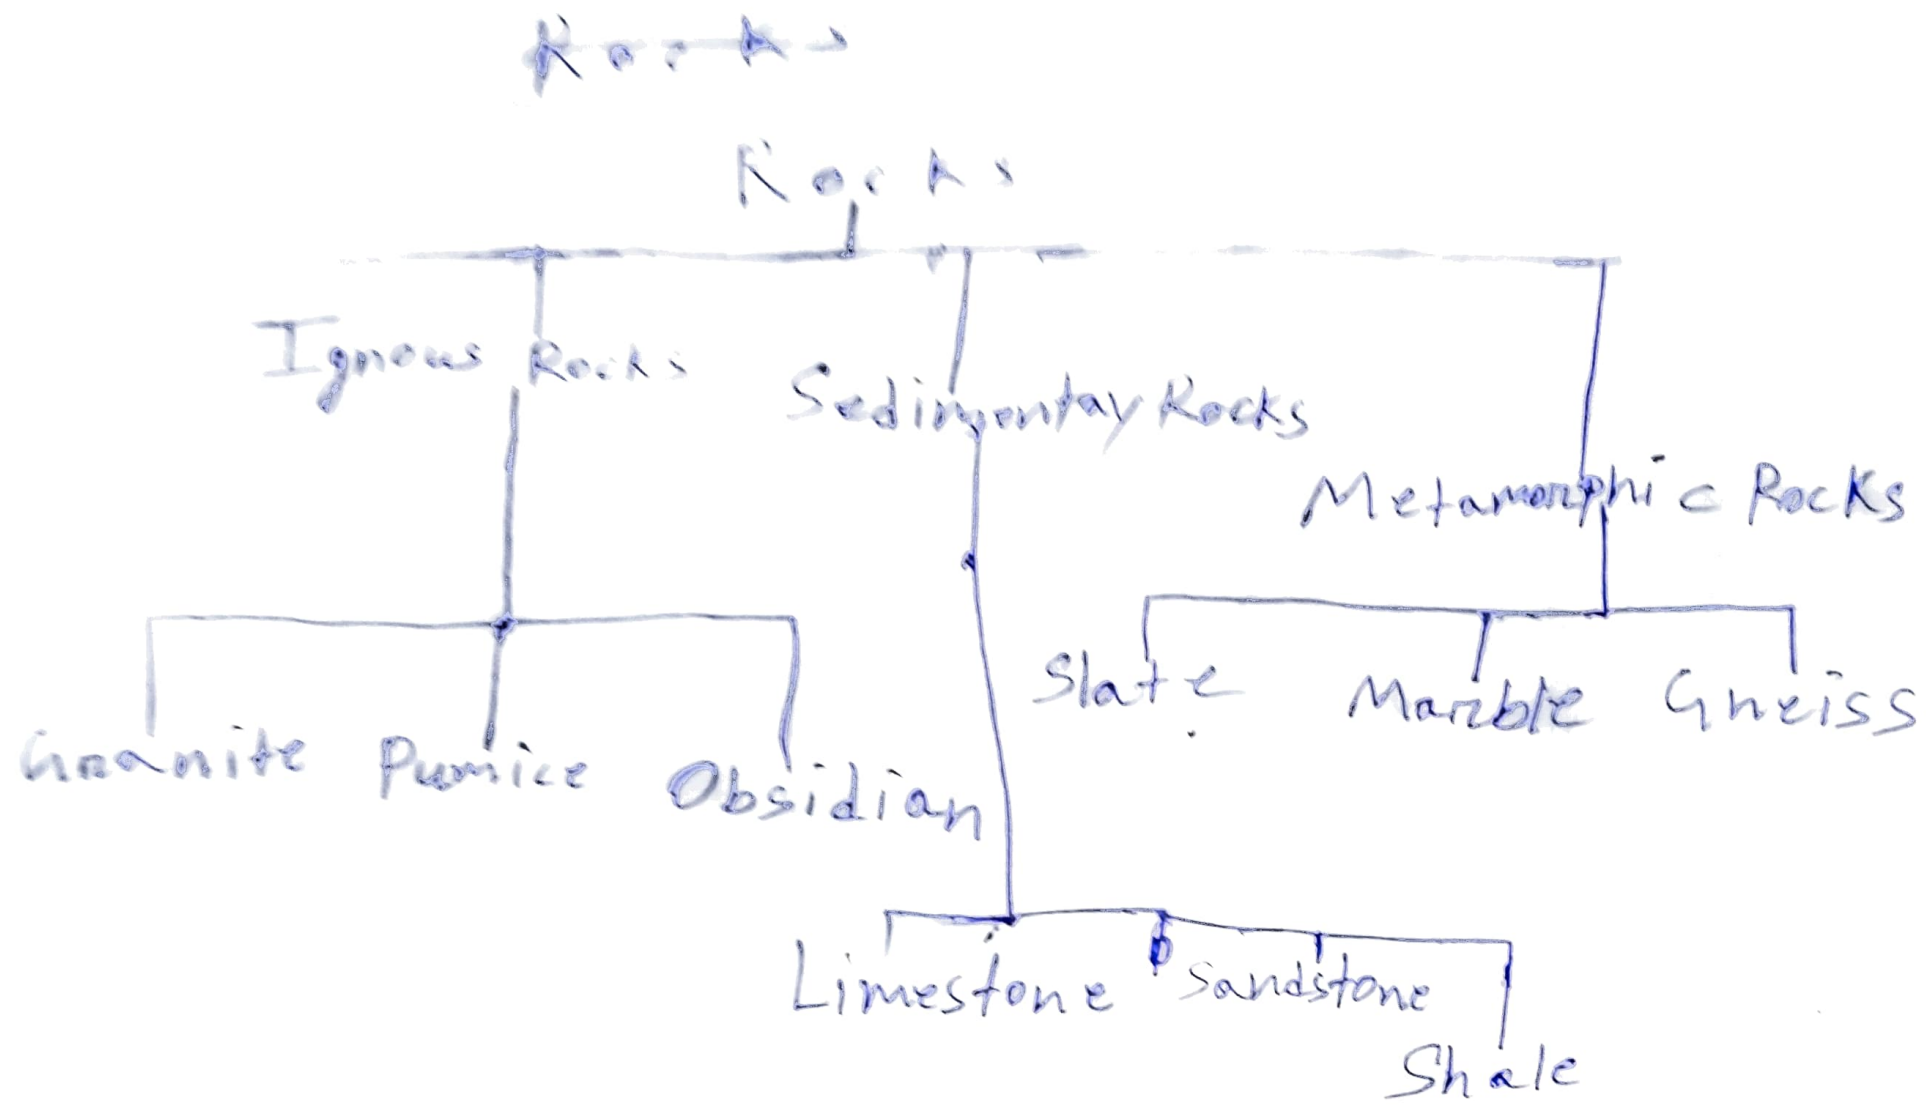 Rocks
Rocks
Ignous Rocks
Sedimentay Rocks
Metamorphic Rocks
Slate Marble Gneiss
Granite Pumice Obsidian
Limestone Sandstone
Shale